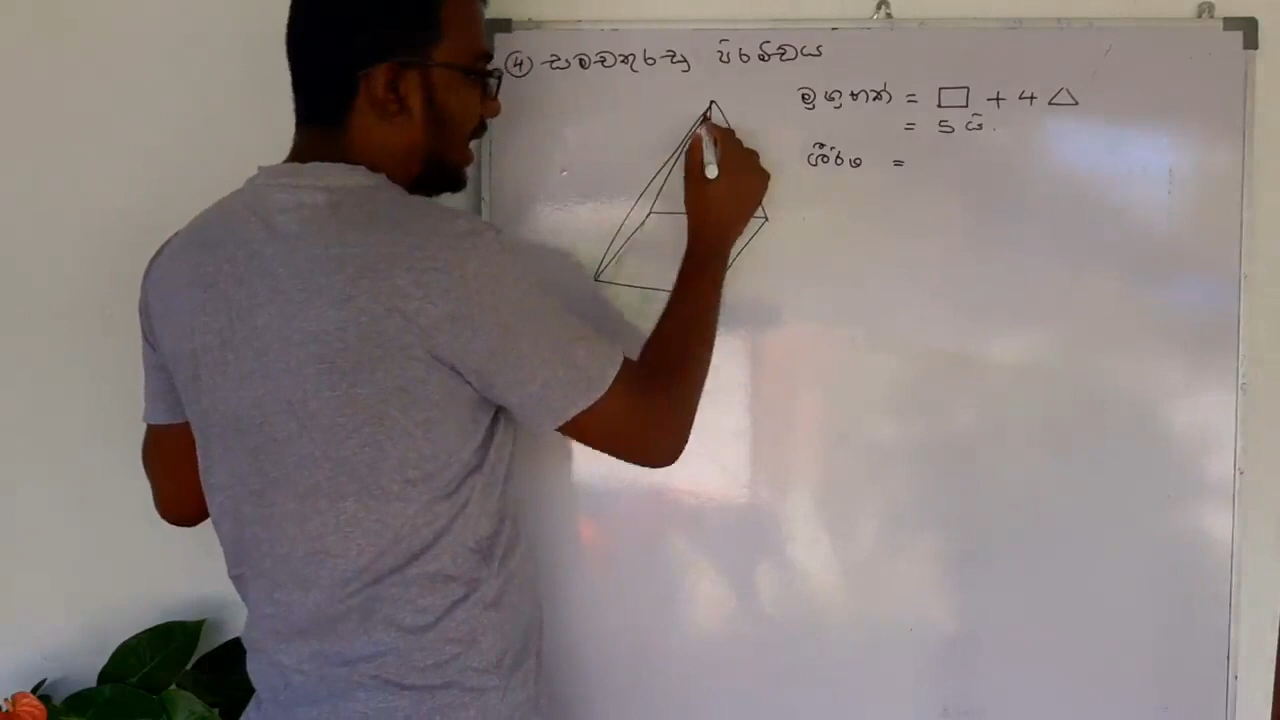 ④ සමචතුරස්‍ර පිරමීඩය
මුහුණත් = □ + 4 △
= 5 යි.
ශීර්ෂ =